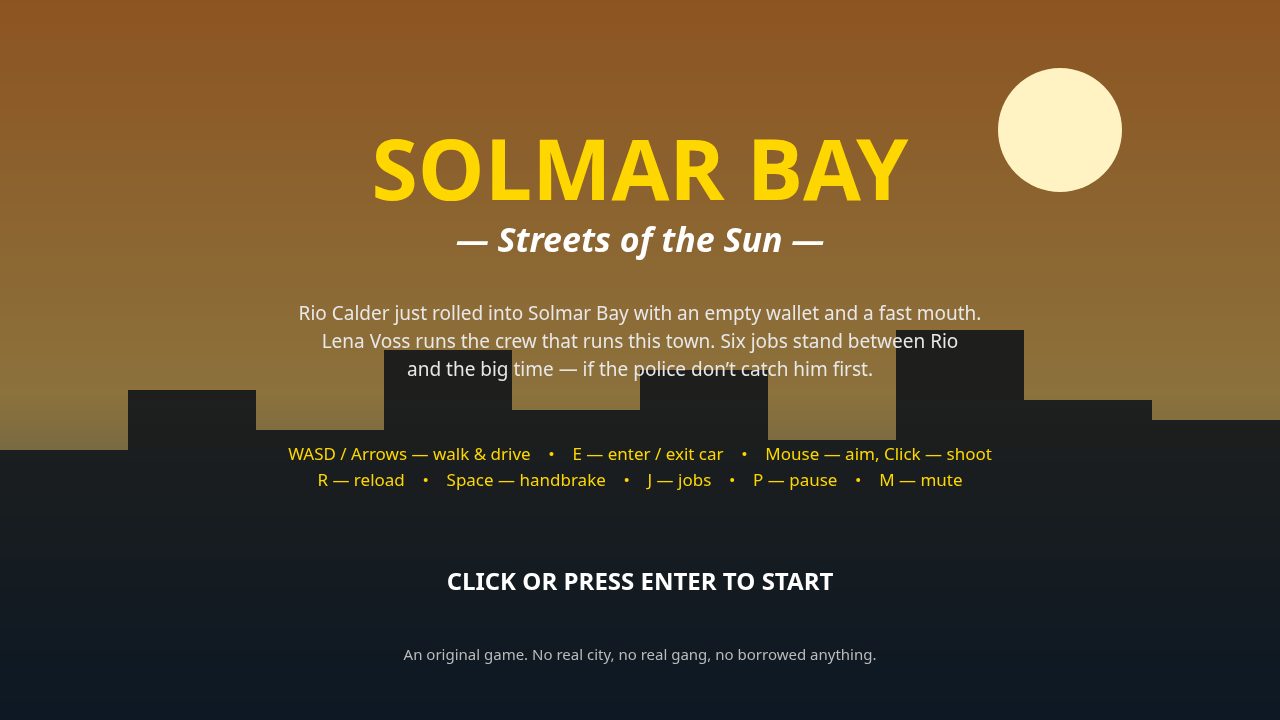 SOLMAR BAY
— Streets of the Sun —
Rio Calder just rolled into Solmar Bay with an empty wallet and a fast mouth.
Lena Voss runs the crew that runs this town. Six jobs stand between Rio
and the big time — if the police don’t catch him first.
WASD / Arrows — walk & drive • E — enter / exit car • Mouse — aim, Click — shoot
R — reload • Space — handbrake • J — jobs • P — pause • M — mute
CLICK OR PRESS ENTER TO START
An original game. No real city, no real gang, no borrowed anything.